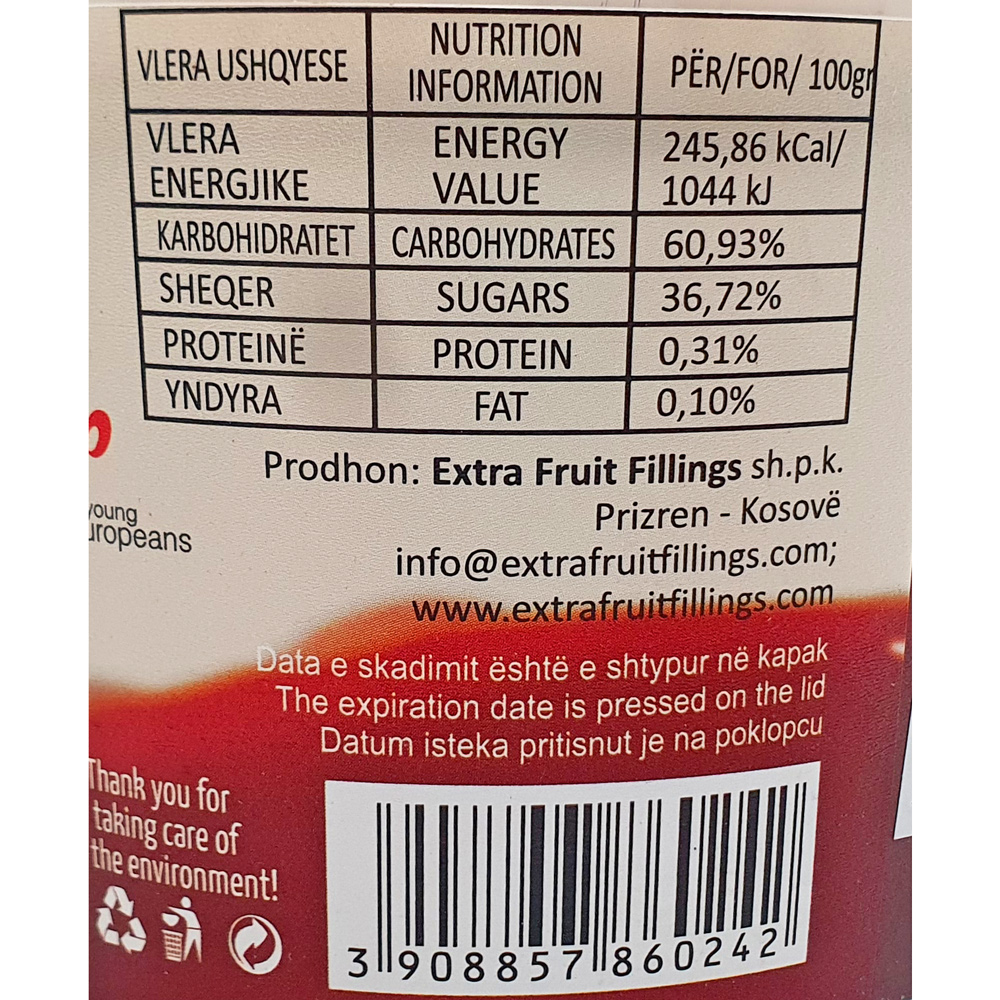 VLERA USHQYESE
NUTRITION
INFORMATION
PËR/FOR/ 100gr
VLERA
ENERGJIKE
ENERGY
VALUE
245,86 kCal/
1044 kJ
KARBOHIDRATET
CARBOHYDRATES
60,93%
SHEQER
SUGARS
36,72%
PROTEINË
PROTEIN
0,31%
YNDYRA
FAT
0,10%
Prodhon: Extra Fruit Fillings sh.p.k.
Prizren - Kosovë
info@extrafruitfillings.com;
www.extrafruitfillings.com
young
uropeans
Data e skadimit është e shtypur në kapak
The expiration date is pressed on the lid
Datum isteka pritisnut je na poklopcu
Thank you for
taking care of
the environment!
3 908857 860242